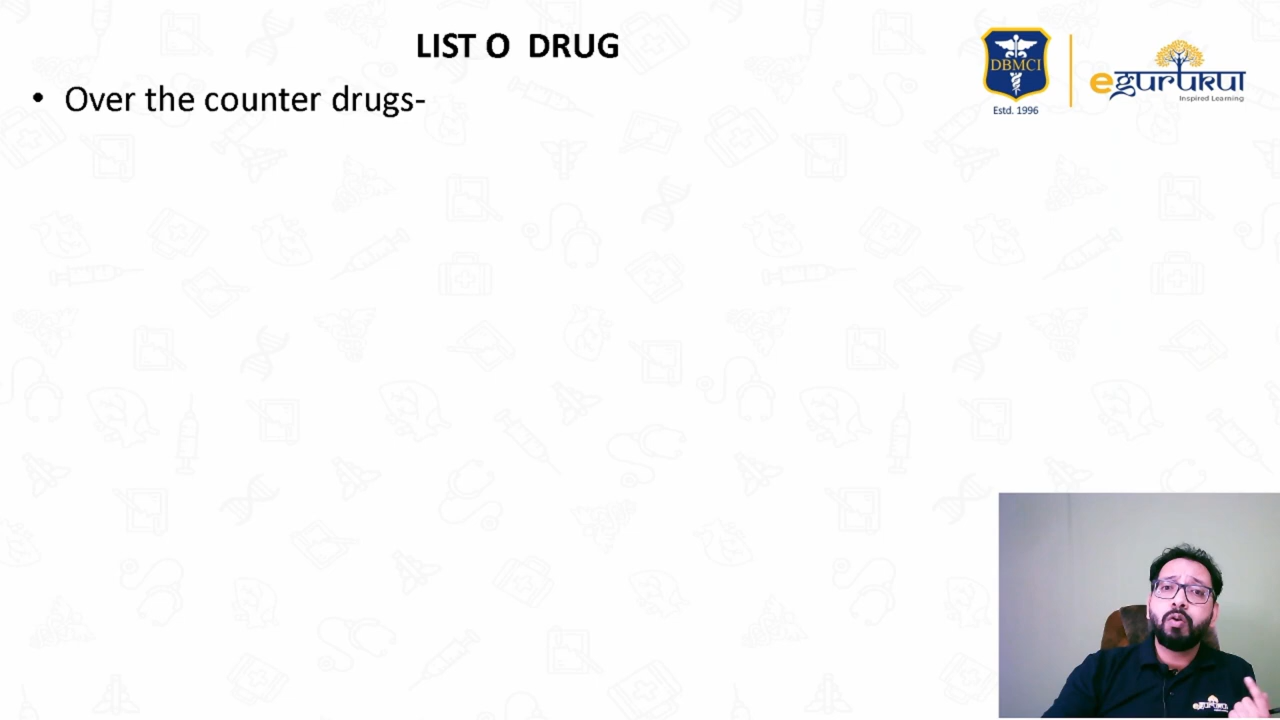 LIST O DRUG
• Over the counter drugs-
DBMCI
Estd. 1996
egurukul
Inspired Learning